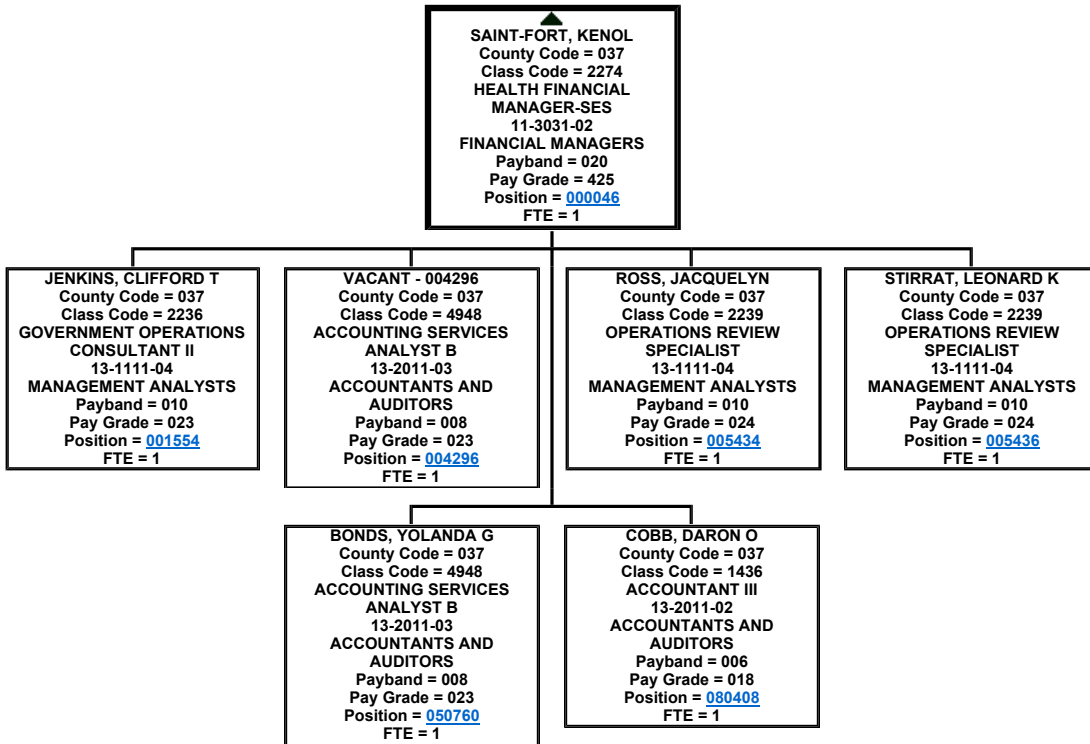 SAINT-FORT, KENOL
County Code = 037
Class Code = 2274
HEALTH FINANCIAL
MANAGER-SES
11-3031-02
FINANCIAL MANAGERS
Payband = 020
Pay Grade = 425
Position = 000046
FTE = 1
JENKINS, CLIFFORD T
County Code = 037
Class Code = 2236
GOVERNMENT OPERATIONS
CONSULTANT II
13-1111-04
MANAGEMENT ANALYSTS
Payband = 010
Pay Grade = 023
Position = 001554
FTE = 1
VACANT - 004296
County Code = 037
Class Code = 4948
ACCOUNTING SERVICES
ANALYST B
13-2011-03
ACCOUNTANTS AND
AUDITORS
Payband = 008
Pay Grade = 023
Position = 004296
FTE = 1
ROSS, JACQUELYN
County Code = 037
Class Code = 2239
OPERATIONS REVIEW
SPECIALIST
13-1111-04
MANAGEMENT ANALYSTS
Payband = 010
Pay Grade = 024
Position = 005434
FTE = 1
STIRRAT, LEONARD K
County Code = 037
Class Code = 2239
OPERATIONS REVIEW
SPECIALIST
13-1111-04
MANAGEMENT ANALYSTS
Payband = 010
Pay Grade = 024
Position = 005436
FTE = 1
BONDS, YOLANDA G
County Code = 037
Class Code = 4948
ACCOUNTING SERVICES
ANALYST B
13-2011-03
ACCOUNTANTS AND
AUDITORS
Payband = 008
Pay Grade = 023
Position = 050760
FTE = 1
COBB, DARON O
County Code = 037
Class Code = 1436
ACCOUNTANT III
13-2011-02
ACCOUNTANTS AND
AUDITORS
Payband = 006
Pay Grade = 018
Position = 080408
FTE = 1